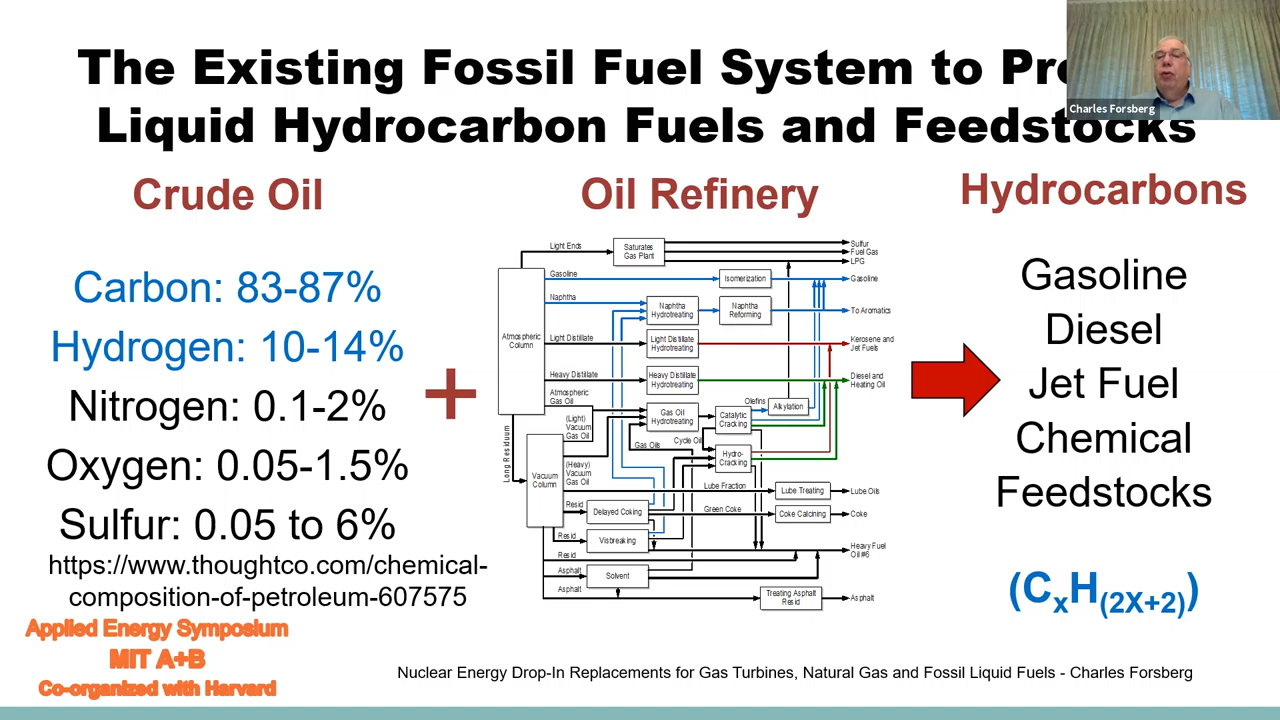 The Existing Fossil Fuel System to Pr
Liquid Hydrocarbon Fuels and Feedstocks
Charles Forsberg
Crude Oil
Carbon: 83-87%
Hydrogen: 10-14%
Nitrogen: 0.1-2%
Oxygen: 0.05-1.5%
Sulfur: 0.05 to 6%
https://www.thoughtco.com/chemical-
composition-of-petroleum-607575
+
Oil Refinery
Light Ends
Saturates
Gas Plant
Sulfur
Fuel Gas
LPG
Gasoline
Isomerization
Gasoline
Naphtha
Naphtha
Hydrotreating
Naphtha
Reforming
To Aromatics
Atmospheric
Column
Light Distillate
Light Distillate
Hydrotreating
Kerosene and
Jet Fuels
Heavy Distillate
Heavy Distillate
Hydrotreating
Diesel and
Heating Oil
Atmospheric
Gas Oil
Olefins
Alkylation
(Light)
Vacuum
Gas Oil
Gas Oil
Hydrotreating
Catalytic
Cracking
Long Residuum
Gas Oils
Cycle Oil
Hydro-
Cracking
(Heavy)
Vacuum
Gas Oil
Vacuum
Column
Lube Fraction
Lube Treating
Lube Oils
Resid
Delayed Coking
Green Coke
Coke Calcining
Coke
Resid
Visbreaking
Resid
Heavy Fuel
Oil #6
Asphalt
Solvent
Asphalt
Treating Asphalt
Resid
Asphalt
Hydrocarbons
Gasoline
Diesel
Jet Fuel
Chemical
Feedstocks
(CxH(2X+2))
Applied Energy Symposium
MIT A+B
Co-organized with Harvard
Nuclear Energy Drop-In Replacements for Gas Turbines, Natural Gas and Fossil Liquid Fuels - Charles Forsberg